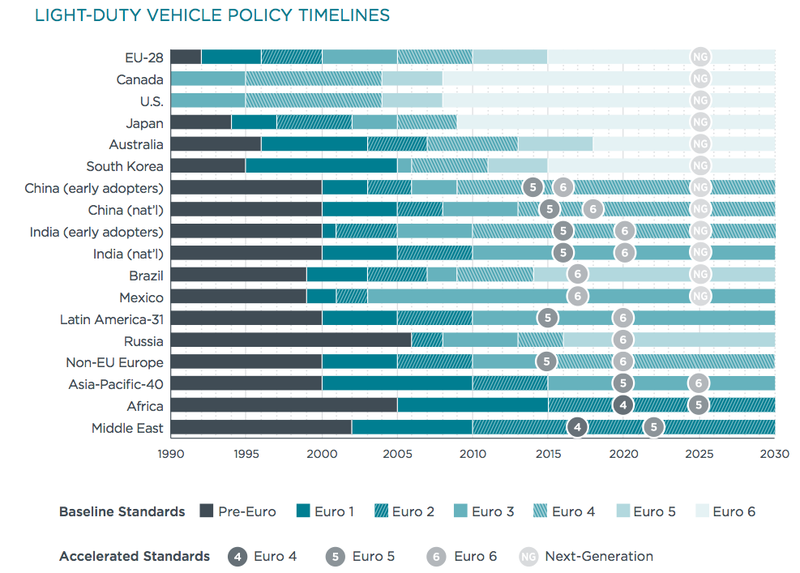 LIGHT-DUTY VEHICLE POLICY TIMELINES
EU-28 NG
Canada NG
U.S. NG
Japan NG
Australia NG
South Korea NG
China (early adopters) 5 6 NG
China (nat'l) 5 6 NG
India (early adopters) 5 6 NG
India (nat'l) 5 6 NG
Brazil 6 NG
Mexico 6 NG
Latin America-31 5 6
Russia 6
Non-EU Europe 5 6
Asia-Pacific-40 5 6
Africa 4 5
Middle East 4 5
1990 1995 2000 2005 2010 2015 2020 2025 2030
Baseline Standards Pre-Euro Euro 1 Euro 2 Euro 3 Euro 4 Euro 5 Euro 6
Accelerated Standards 4 Euro 4 5 Euro 5 6 Euro 6 NG Next-Generation